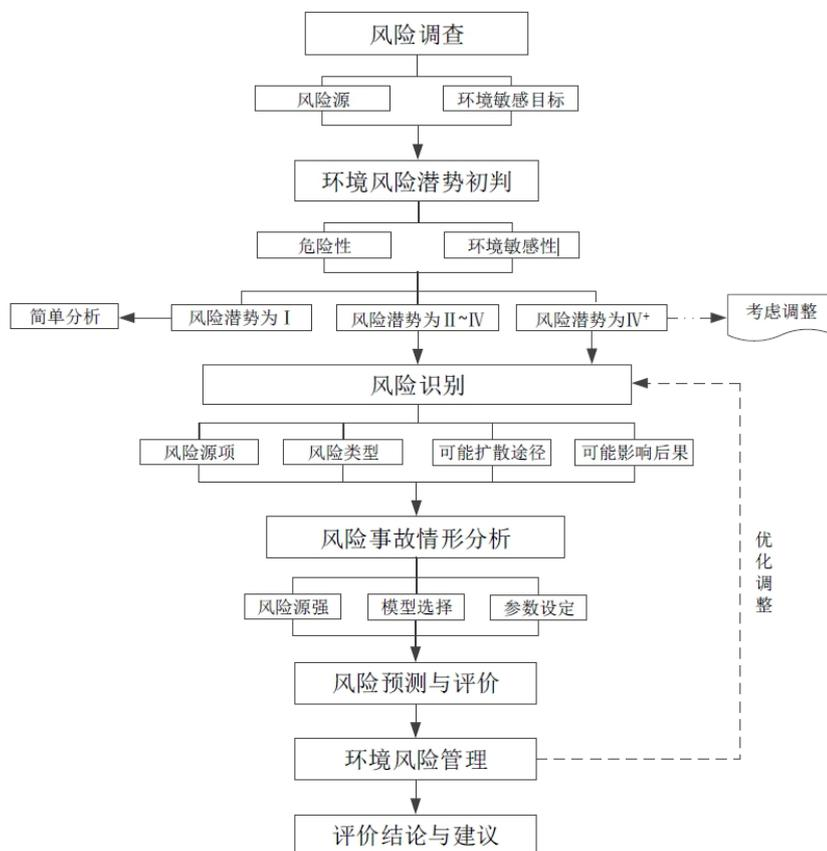 风险调查
风险源
环境敏感目标
环境风险潜势初判
危险性
环境敏感性
简单分析
风险潜势为Ⅰ
风险潜势为Ⅱ~Ⅳ
风险潜势为Ⅳ⁺
考虑调整
风险识别
风险源项
风险类型
可能扩散途径
可能影响后果
风险事故情形分析
优化调整
风险源强
模型选择
参数设定
风险预测与评价
环境风险管理
评价结论与建议